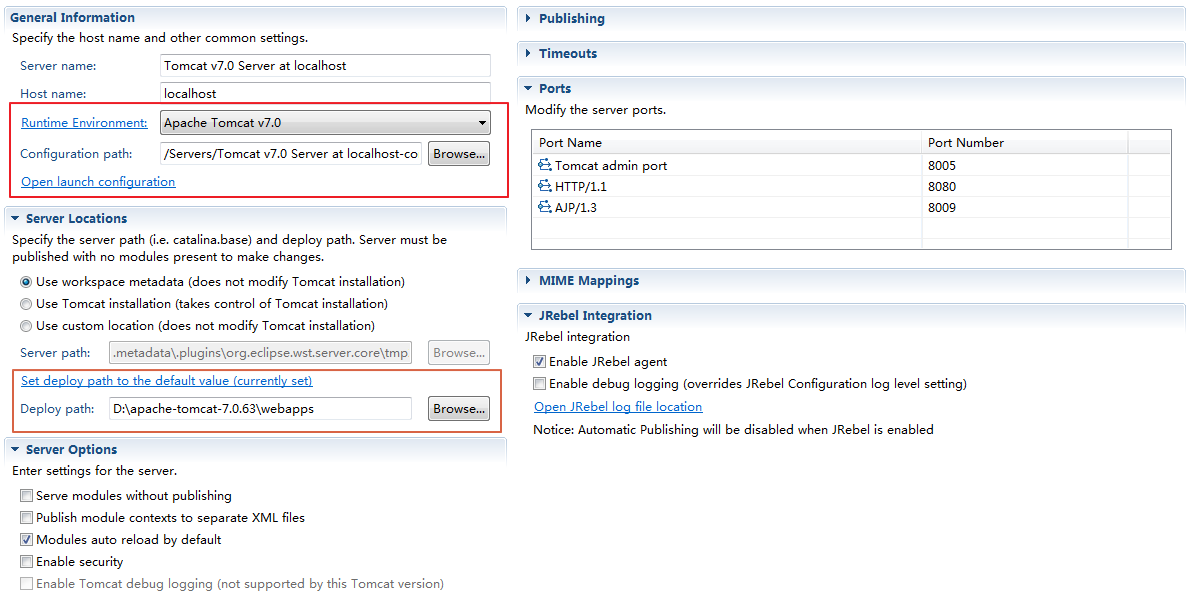 General Information
Specify the host name and other common settings.
Server name: Tomcat v7.0 Server at localhost
Host name: localhost
Runtime Environment: Apache Tomcat v7.0
Configuration path: /Servers/Tomcat v7.0 Server at localhost-co Browse...
Open launch configuration
Server Locations
Specify the server path (i.e. catalina.base) and deploy path. Server must be
published with no modules present to make changes.
Use workspace metadata (does not modify Tomcat installation)
Use Tomcat installation (takes control of Tomcat installation)
Use custom location (does not modify Tomcat installation)
Server path: .metadata\.plugins\org.eclipse.wst.server.core\tmp Browse...
Set deploy path to the default value (currently set)
Deploy path: D:\apache-tomcat-7.0.63\webapps Browse...
Server Options
Enter settings for the server.
Serve modules without publishing
Publish module contexts to separate XML files
Modules auto reload by default
Enable security
Enable Tomcat debug logging (not supported by this Tomcat version)
Publishing
Timeouts
Ports
Modify the server ports.
Port Name Port Number
Tomcat admin port 8005
HTTP/1.1 8080
AJP/1.3 8009
MIME Mappings
JRebel Integration
JRebel integration
Enable JRebel agent
Enable debug logging (overrides JRebel Configuration log level setting)
Open JRebel log file location
Notice: Automatic Publishing will be disabled when JRebel is enabled